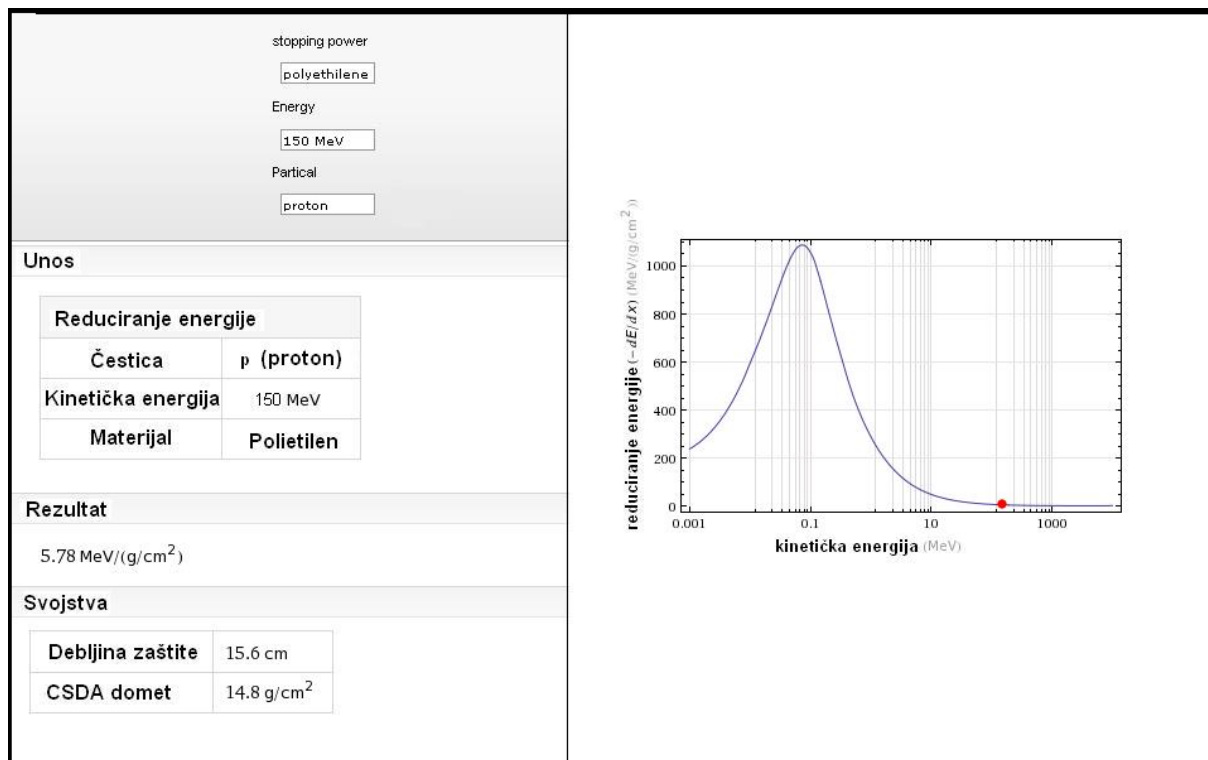 stopping power
polyethilene
Energy
150 MeV
Partical
proton
Unos
Reduciranje energije
Čestica p (proton)
Kinetička energija 150 MeV
Materijal Polietilen
Rezultat
5.78 MeV/(g/cm²)
Svojstva
Debljina zaštite 15.6 cm
CSDA domet 14.8 g/cm²
reduciranje energije (-dE/dx) (MeV/(g/cm²))
1000
800
600
400
200
0
0.001 0.1 10 1000
kinetička energija (MeV)